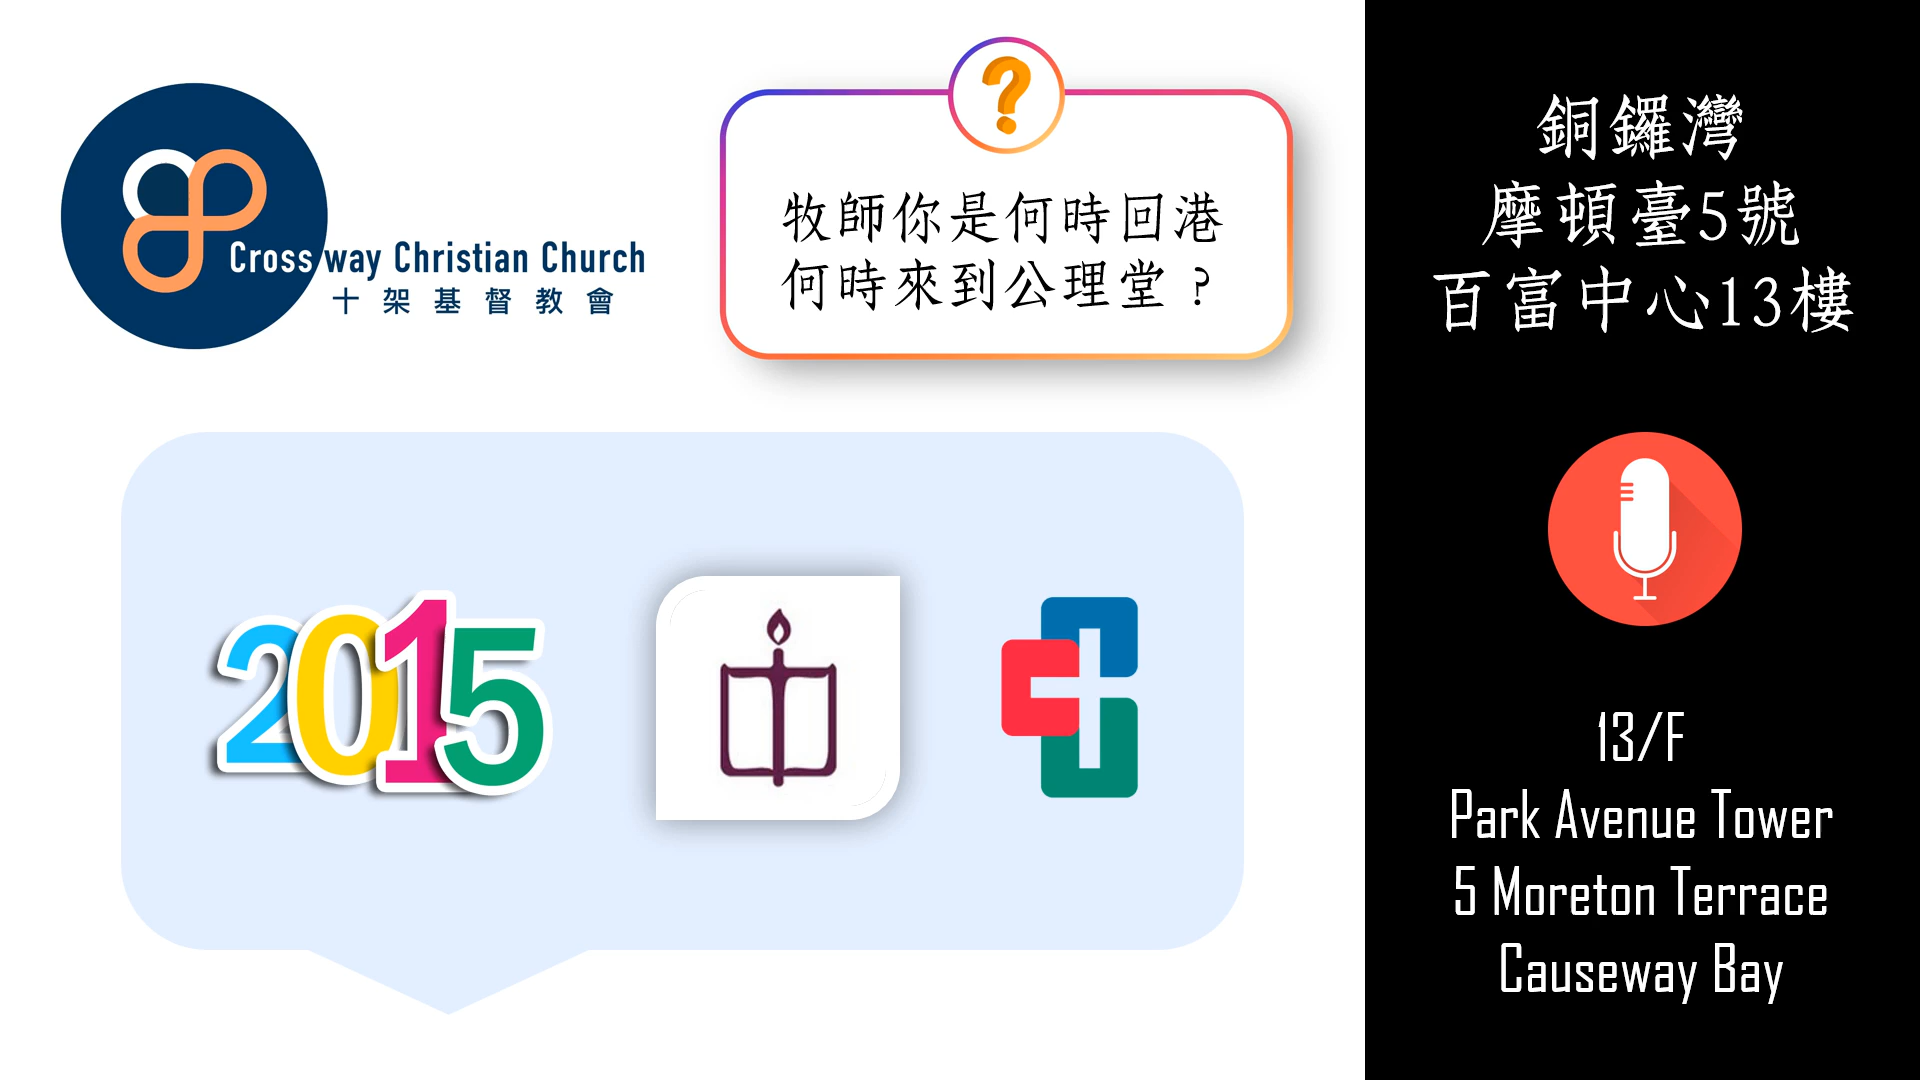 Cross way Christian Church
十架基督教會
牧師你是何時回港
何時來到公理堂？
2015
銅鑼灣
摩頓臺5號
百富中心13樓
13/F
Park Avenue Tower
5 Moreton Terrace
Causeway Bay